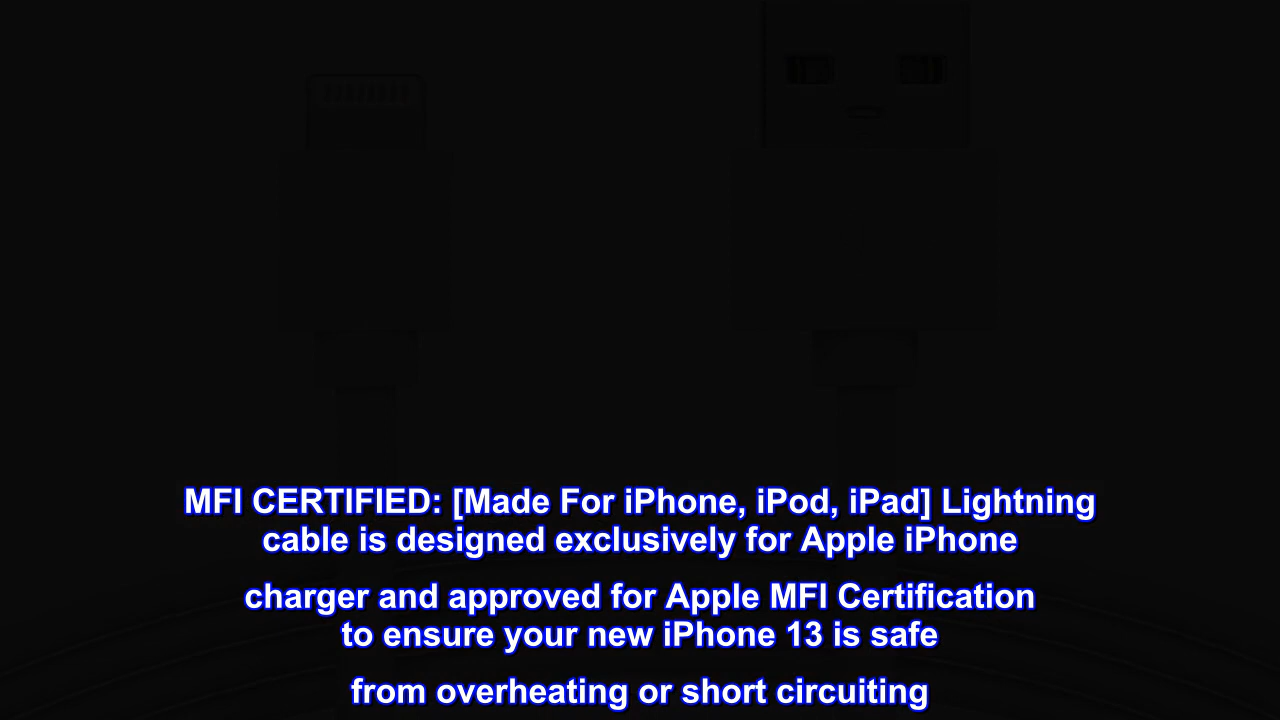 MFI CERTIFIED: [Made For iPhone, iPod, iPad] Lightning
cable is designed exclusively for Apple iPhone
charger and approved for Apple MFI Certification
to ensure your new iPhone 13 is safe
from overheating or short circuiting